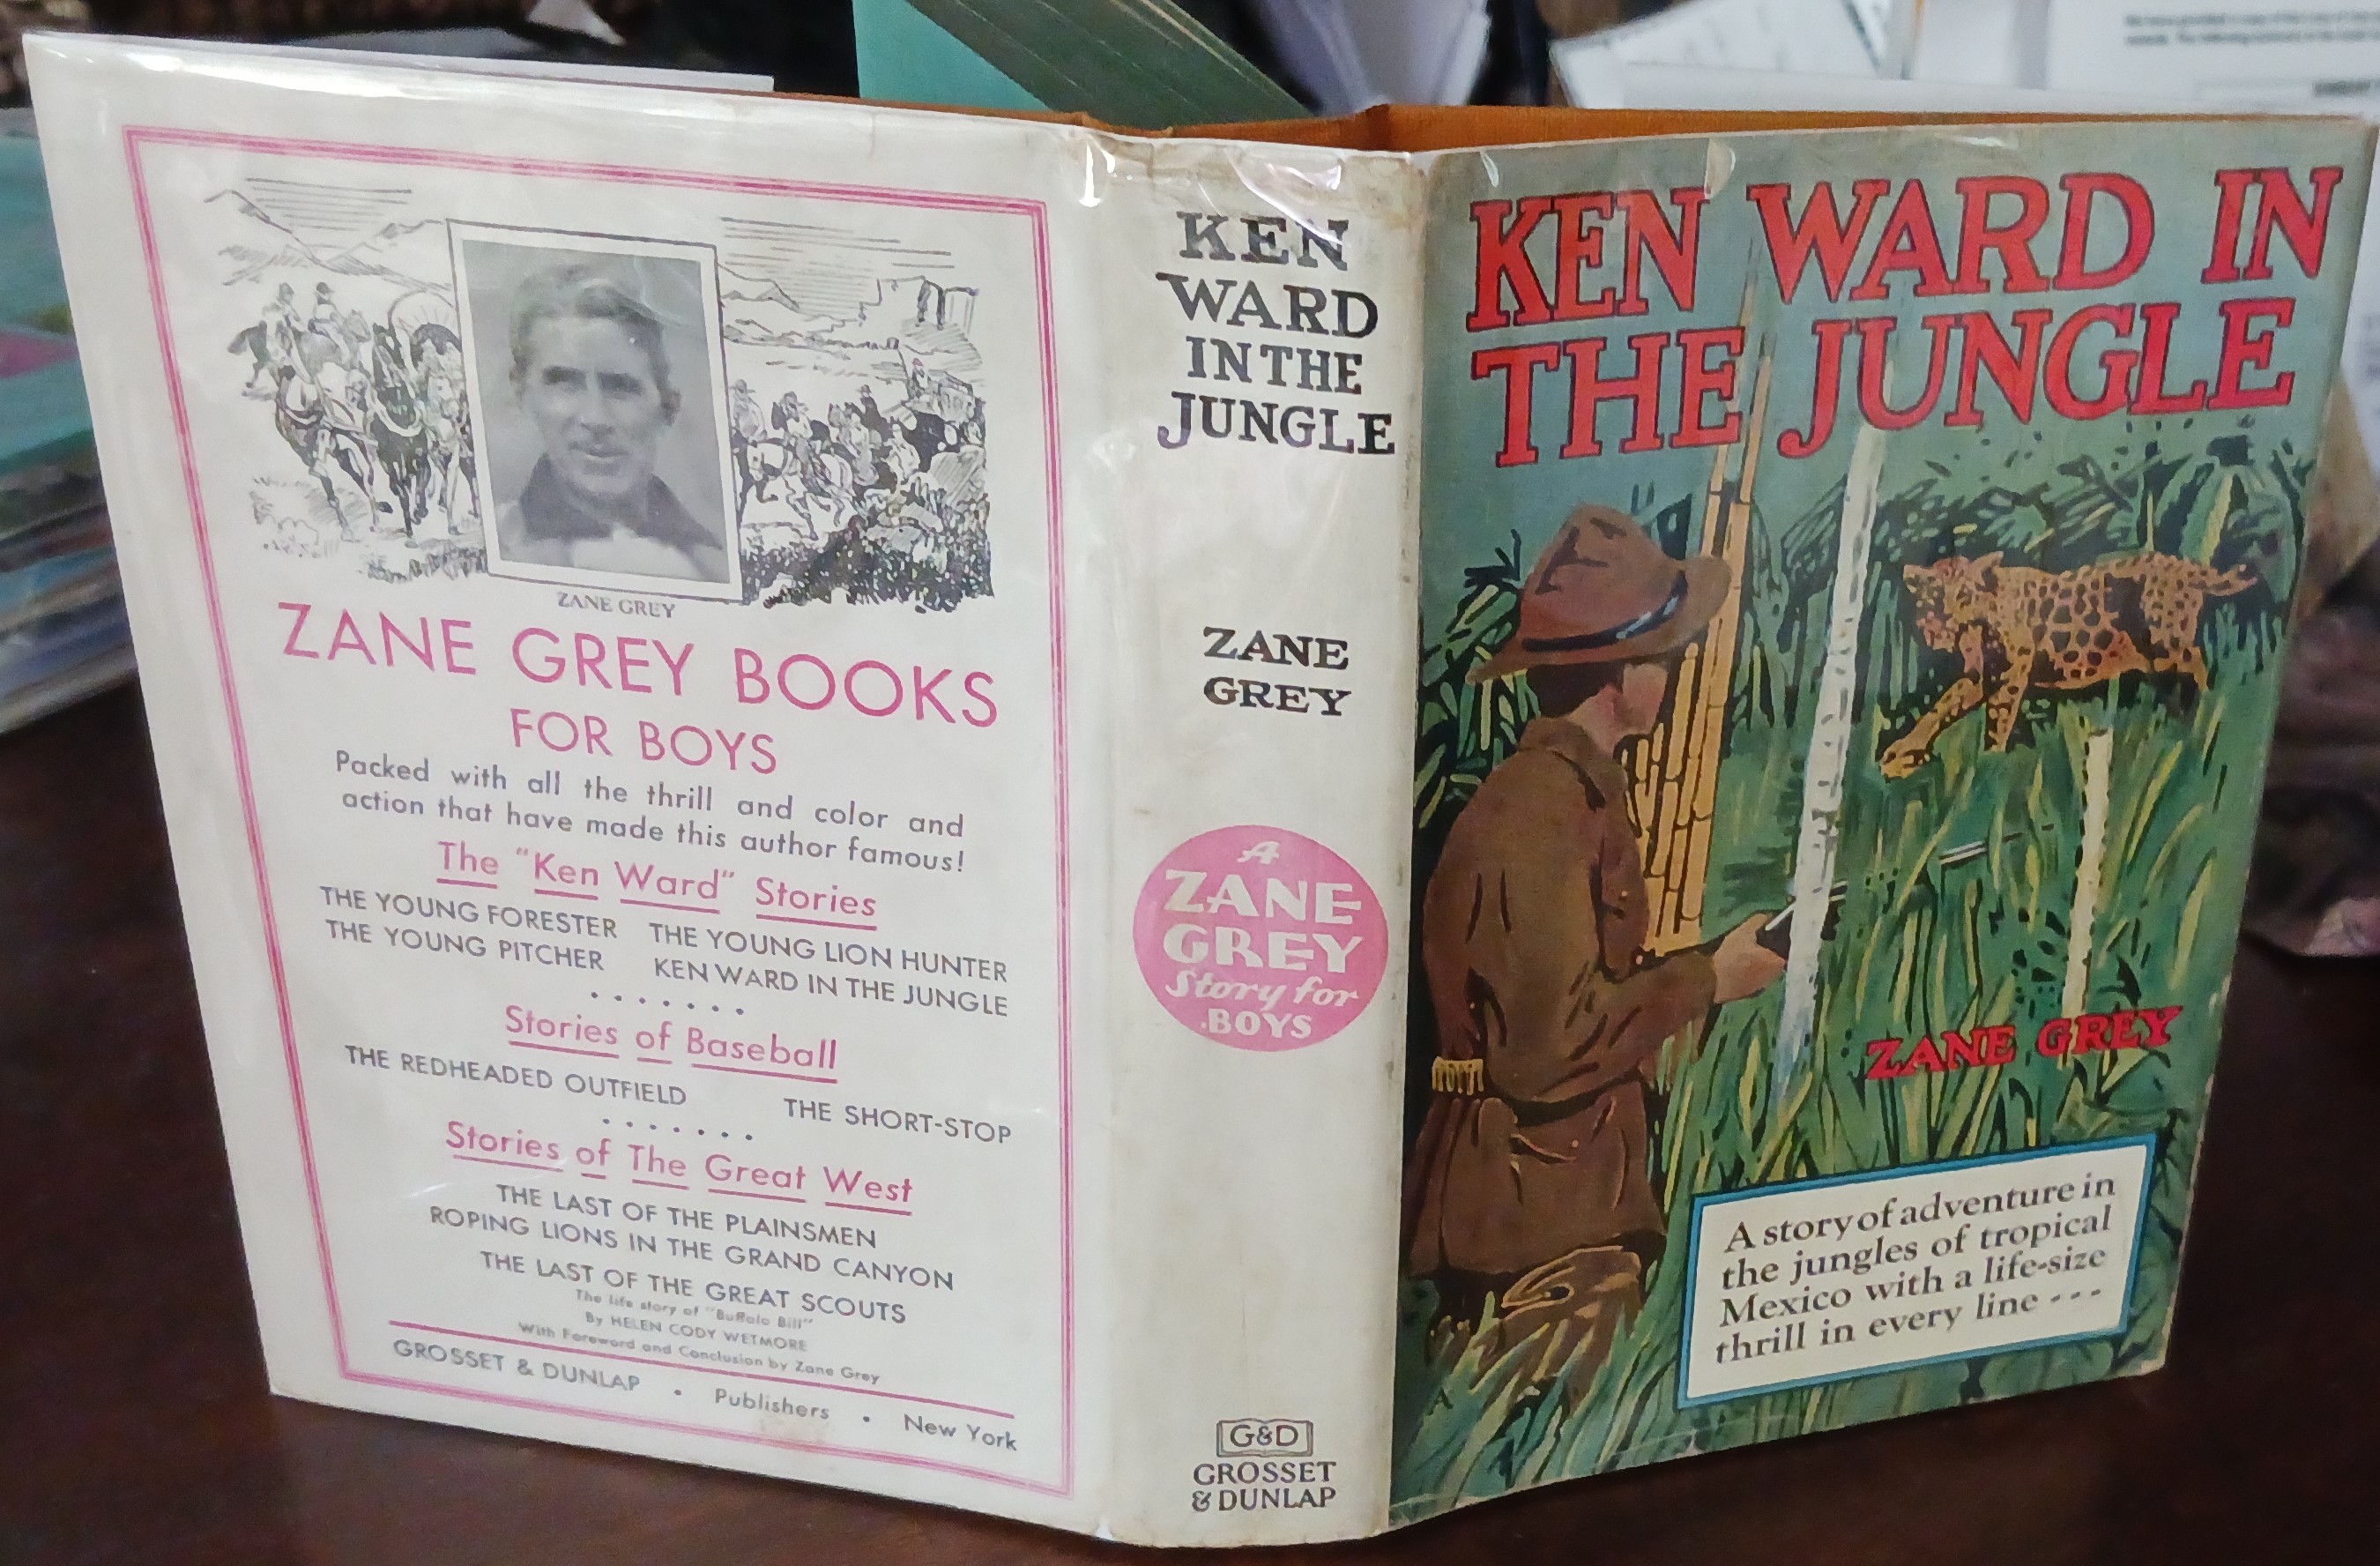 ZANE GREY
ZANE GREY BOOKS
FOR BOYS
Packed with all the thrill and color and
action that have made this author famous!
The "Ken Ward" Stories
THE YOUNG FORESTER THE YOUNG LION HUNTER
THE YOUNG PITCHER KEN WARD IN THE JUNGLE
. . . . . . .
Stories of Baseball
THE REDHEADED OUTFIELD THE SHORT-STOP
. . . . . . .
Stories of The Great West
THE LAST OF THE PLAINSMEN
ROPING LIONS IN THE GRAND CANYON
THE LAST OF THE GREAT SCOUTS
The life story of "Buffalo Bill"
By HELEN CODY WETMORE
With Foreword and Conclusion by Zane Grey
GROSSET & DUNLAP • Publishers • New York
KEN
WARD
IN THE
JUNGLE
ZANE
GREY
A
ZANE
GREY
Story for
BOYS
G&D
GROSSET
& DUNLAP
KEN WARD IN
THE JUNGLE
ZANE GREY
A story of adventure in
the jungles of tropical
Mexico with a life-size
thrill in every line - - -